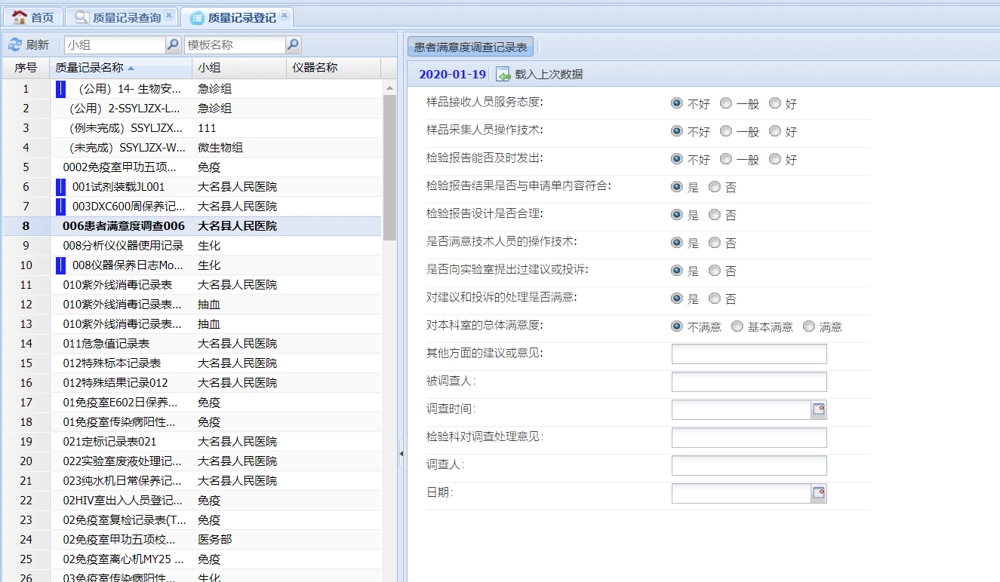 首页 质量记录查询 质量记录登记
刷新 小组 模板名称
序号 质量记录名称 小组 仪器名称
1 （公用）14- 生物安... 急诊组
2 （公用）2-SSYLJZX-L... 急诊组
3 （例未完成）SSYLJZX... 111
4 （未完成）SSYLJZX-W... 微生物组
5 0002免疫室甲功五项... 免疫
6 001试剂装载JL001 大名县人民医院
7 003DXC600周保养记... 大名县人民医院
8 006患者满意度调查006 大名县人民医院
9 008分析仪仪器使用记录 生化
10 008仪器保养日志Mo... 生化
11 010紫外线消毒记录表 大名县人民医院
12 010紫外线消毒记录表... 抽血
13 010紫外线消毒记录表... 抽血
14 011危急值记录表 大名县人民医院
15 012特殊标本记录表 大名县人民医院
16 012特殊结果记录012 大名县人民医院
17 01免疫室E602日保养... 免疫
18 01免疫室传染病阳性... 免疫
19 021定标记录表021 大名县人民医院
20 022实验室废液处理记... 大名县人民医院
21 023纯水机日常保养记... 大名县人民医院
22 02HIV室出入人员登记... 免疫
23 02免疫室复检记录表(T... 免疫
24 02免疫室甲功五项校... 医务部
25 02免疫室离心机MY25 ... 免疫
26 03免疫室传染病阳性... 生化
患者满意度调查记录表
2020-01-19 载入上次数据
样品接收人员服务态度: 不好 一般 好
样品采集人员操作技术: 不好 一般 好
检验报告能否及时发出: 不好 一般 好
检验报告结果是否与申请单内容符合: 是 否
检验报告设计是否合理: 是 否
是否满意技术人员的操作技术: 是 否
是否向实验室提出过建议或投诉: 是 否
对建议和投诉的处理是否满意: 是 否
对本科室的总体满意度: 不满意 基本满意 满意
其他方面的建议或意见:
被调查人:
调查时间:
检验科对调查处理意见:
调查人:
日期: